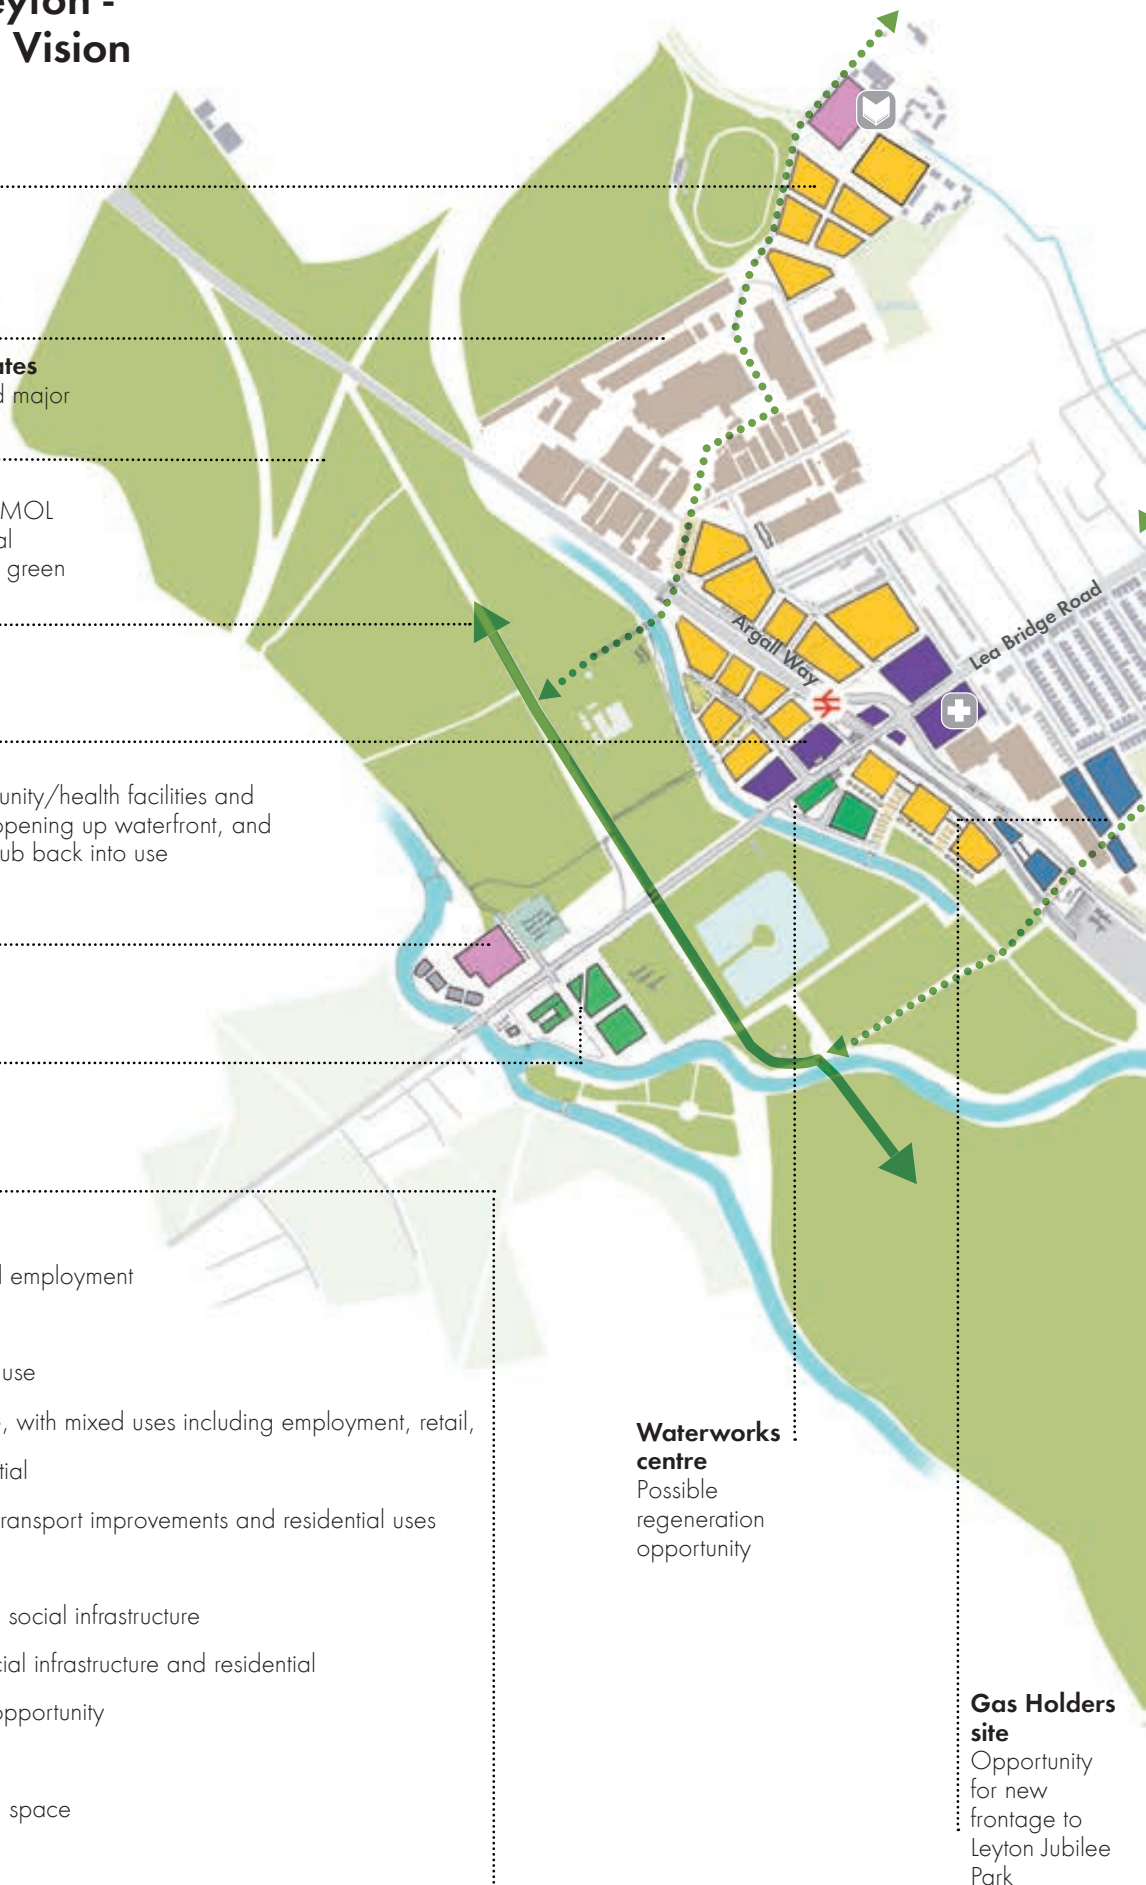 eyton -
Vision
ates
d major
MOL
al
green
unity/health facilities and
opening up waterfront, and
ub back into use
Argall Way
Lea Bridge Road
l employment
use
, with mixed uses including employment, retail,
tial
ransport improvements and residential uses
social infrastructure
cial infrastructure and residential
opportunity
space
Waterworks
centre
Possible
regeneration
opportunity
Gas Holders
site
Opportunity
for new
frontage to
Leyton Jubilee
Park